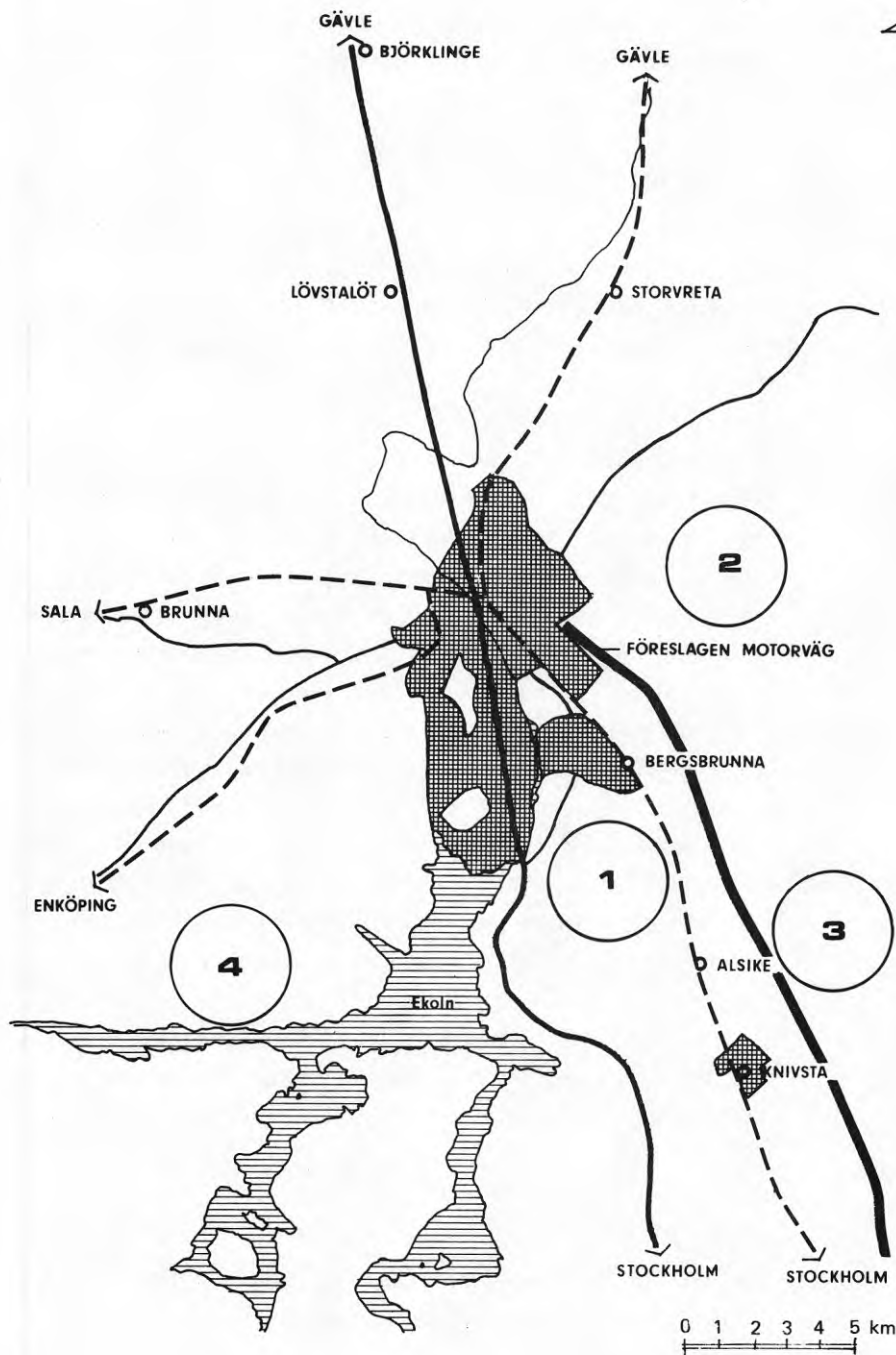 GÄVLE
BJÖRKLINGE
GÄVLE
LÖVSTALÖT
STORVRETA
2
SALA
BRUNNA
FÖRESLAGEN MOTORVÄG
BERGSBRUNNA
1
ENKÖPING
4
3
ALSIKE
Ekoln
KNIVSTA
STOCKHOLM
STOCKHOLM
0 1 2 3 4 5 km